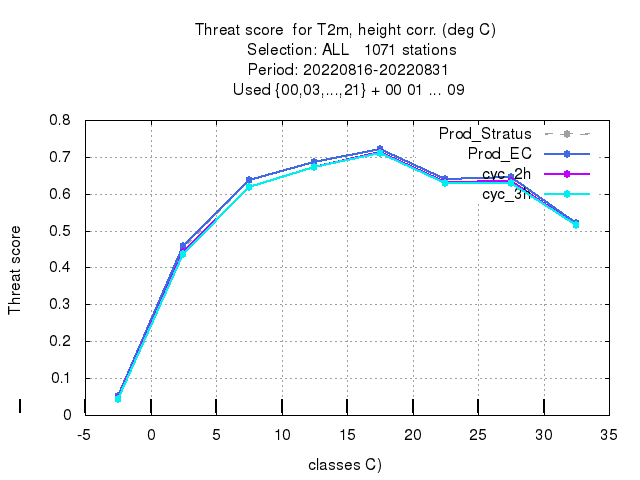 Threat score  for T2m, height corr. (deg C)
Selection: ALL   1071 stations
Period: 20220816-20220831
Used {00,03,...,21} + 00 01 ... 09
Prod_Stratus
Prod_EC
cyc_2h
cyc_3h
Threat score
0.8
0.7
0.6
0.5
0.4
0.3
0.2
0.1
0
-5 0 5 10 15 20 25 30 35
classes C)